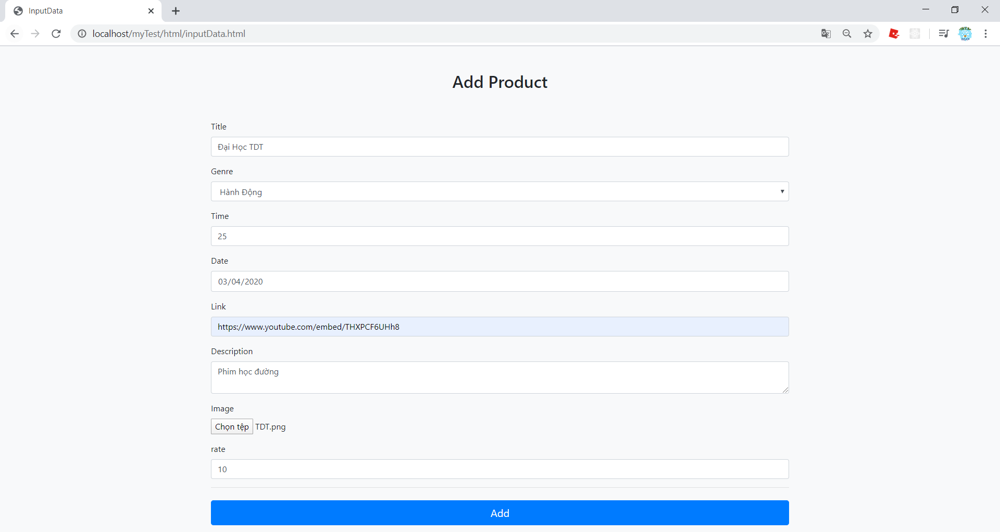 InputData
localhost/myTest/html/inputData.html
Add Product
Title
Đại Học TDT
Genre
Hành Động
Time
25
Date
03/04/2020
Link
https://www.youtube.com/embed/THXPCF6UHh8
Description
Phim học đường
Image
Chọn tệp TDT.png
rate
10
Add